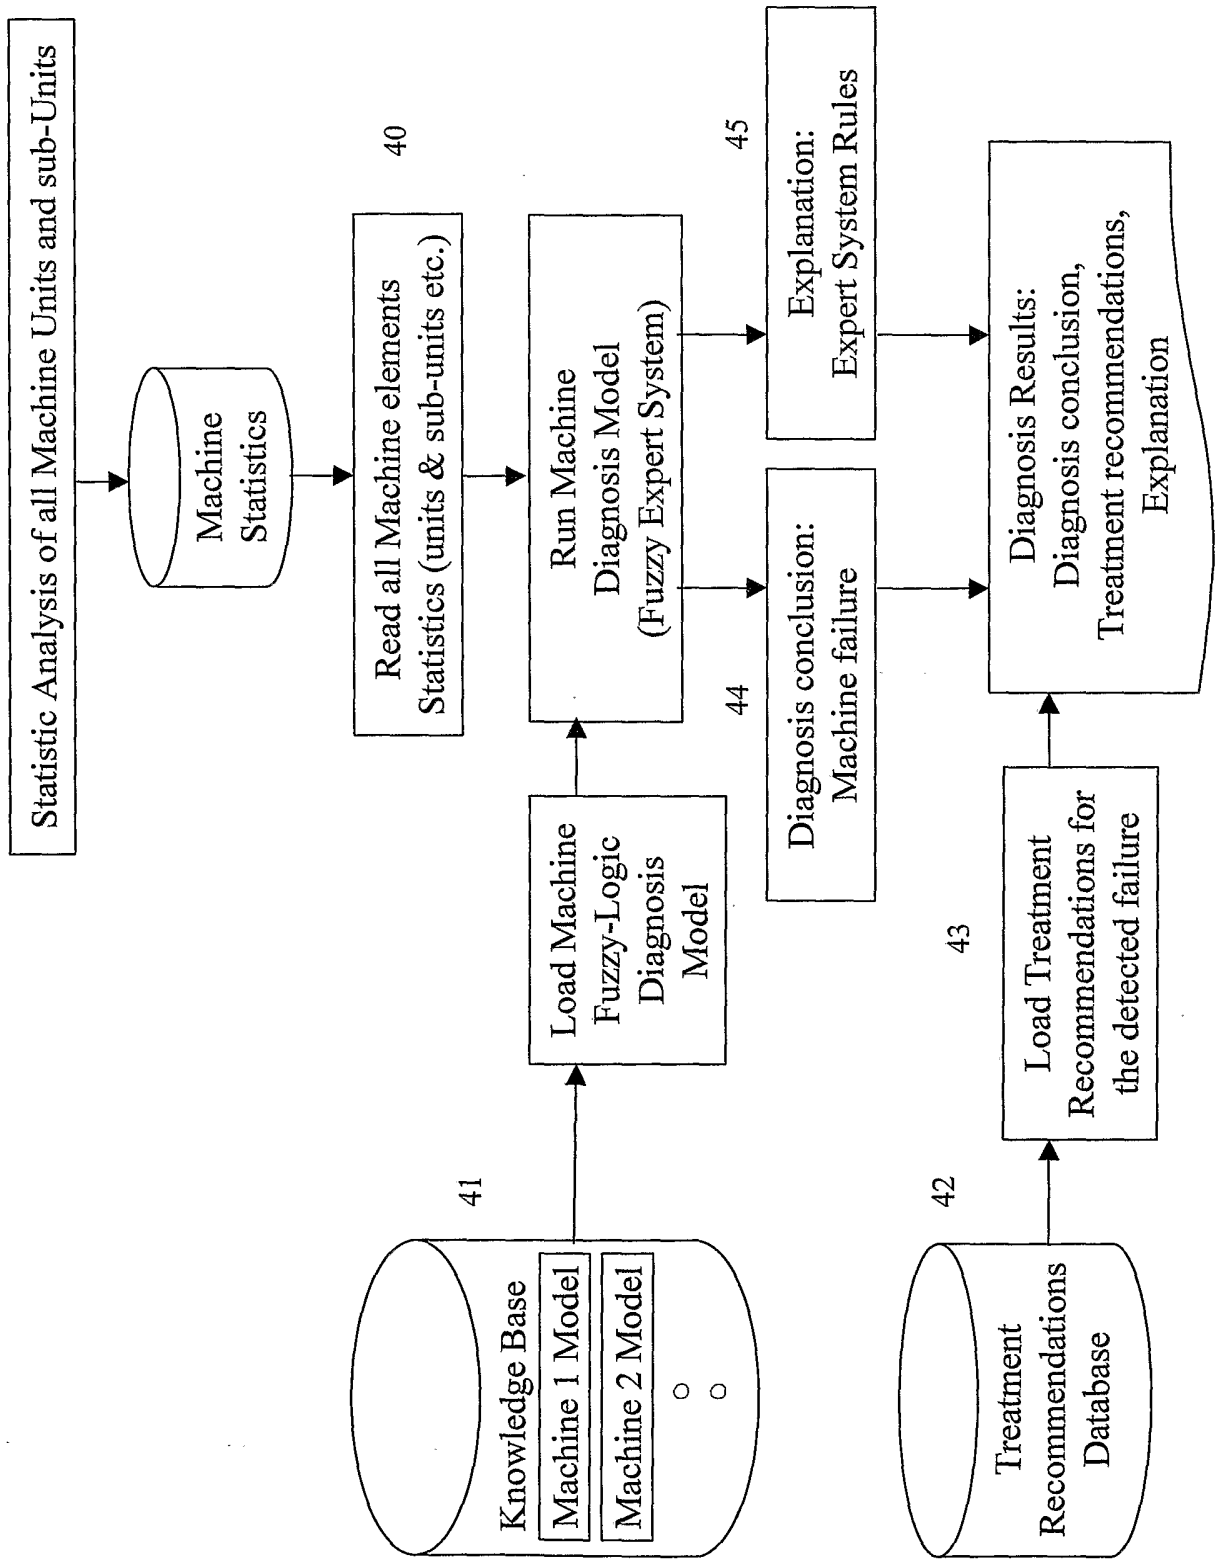 Statistic Analysis of all Machine Units and sub-Units
Machine
Statistics
40
Read all Machine elements
Statistics (units & sub-units etc.)
41
Knowledge Base
Machine 1 Model
Machine 2 Model
Load Machine
Fuzzy-Logic
Diagnosis
Model
Run Machine
Diagnosis Model
(Fuzzy Expert System)
44
Diagnosis conclusion:
Machine failure
45
Explanation:
Expert System Rules
42
Treatment
Recommendations
Database
43
Load Treatment
Recommendations for
the detected failure
Diagnosis Results:
Diagnosis conclusion,
Treatment recommendations,
Explanation